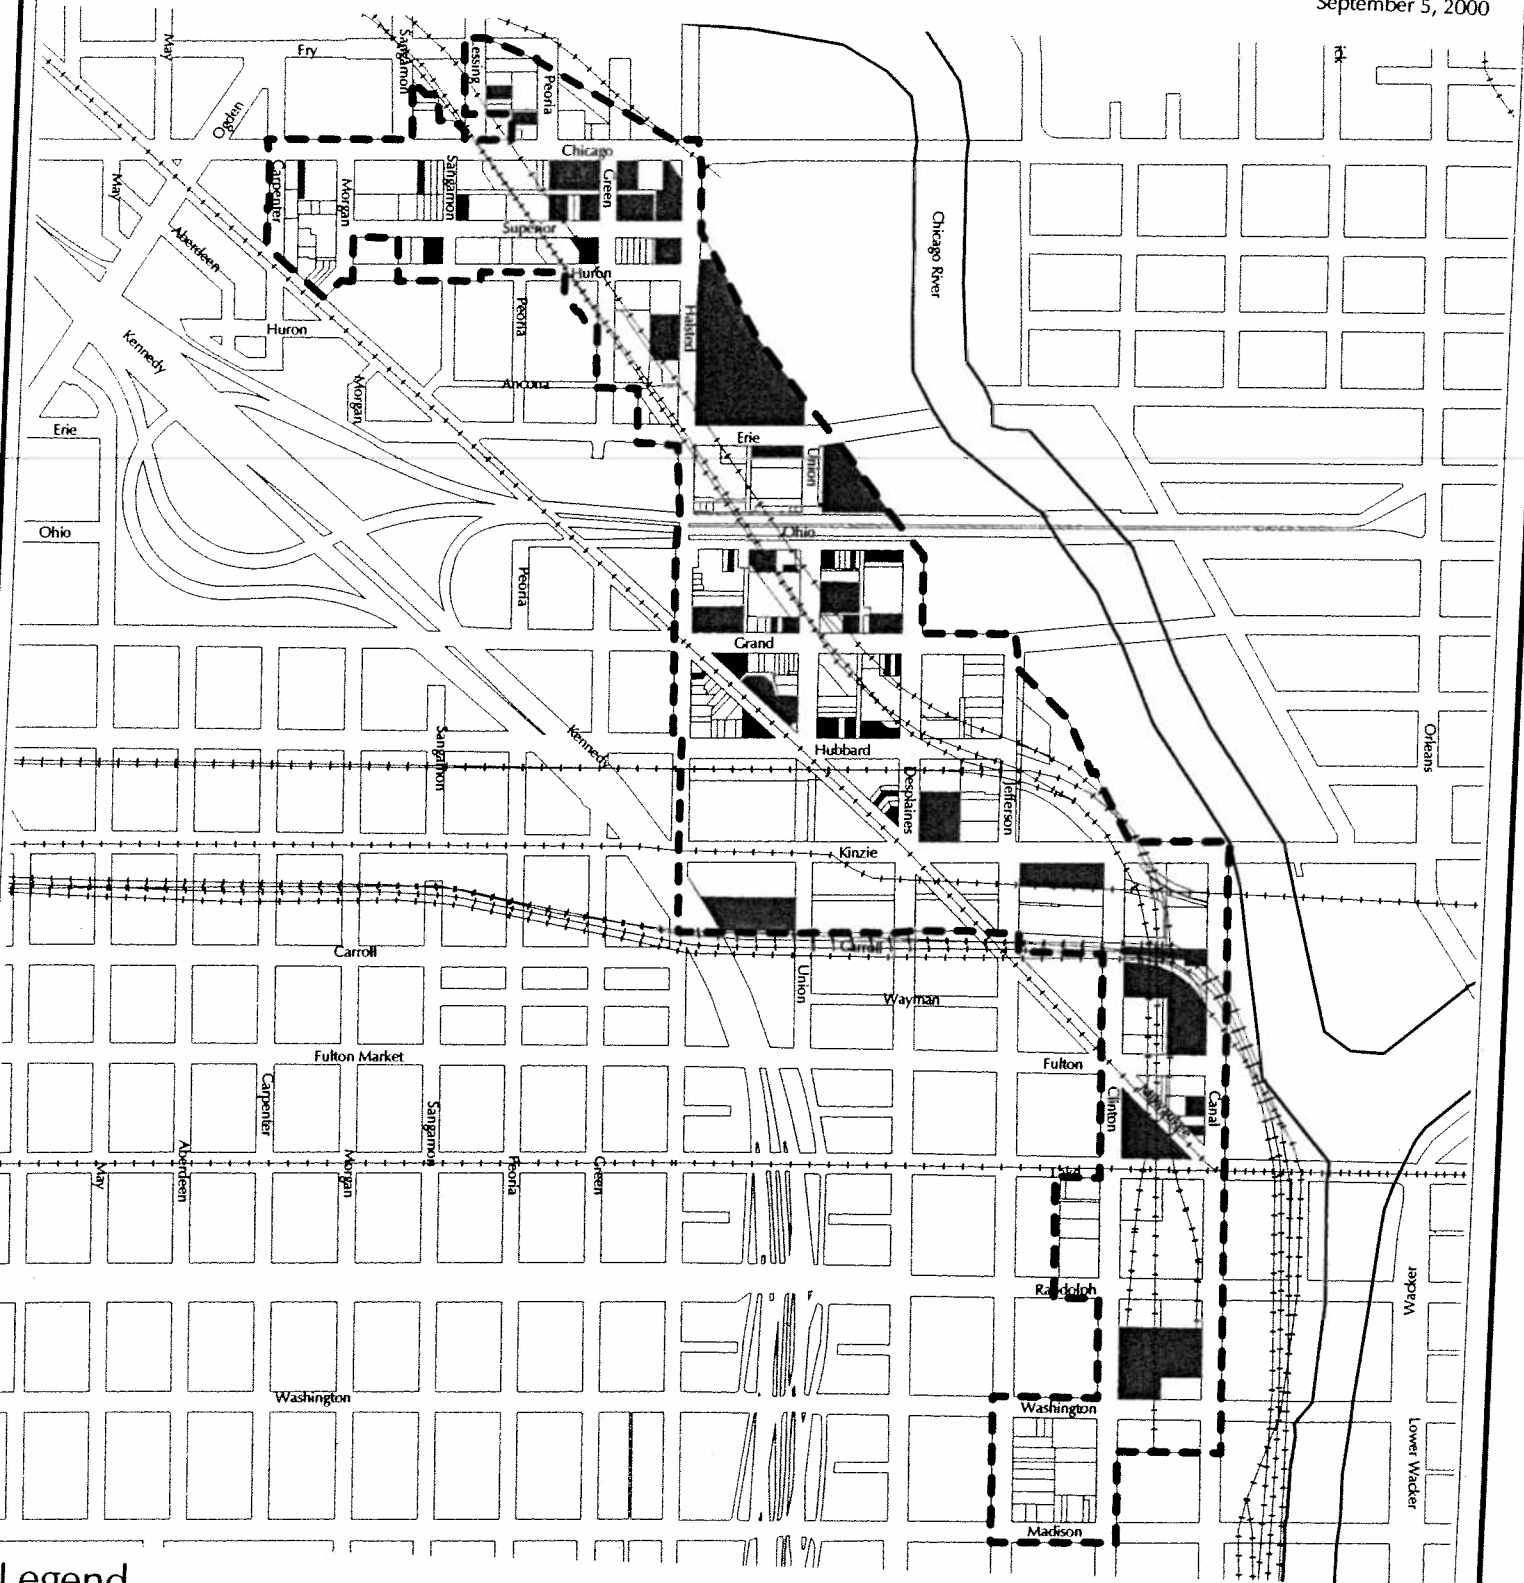 September 5, 2000
May
Fry
Sangamon
Lessing
Peoria
Ogden
Chicago
May
Carpenter
Morgan
Sangamon
Green
Superior
Aberdeen
Chicago River
Huron
Peoria
Halsted
Huron
Kennedy
Ancona
Morgan
Erie
Erie
Union
Ohio
Ohio
Peoria
Grand
Sangamon
Kennedy
Hubbard
Orleans
Desplaines
Jefferson
Kinzie
Carroll
Carroll
Union
Wayman
Fulton Market
Fulton
Carpenter
Sangamon
Clinton
Milwaukee
Canal
May
Aberdeen
Morgan
Peoria
Green
Lake
Randolph
Wacker
Washington
Washington
Lower Wacker
Madison
Legend